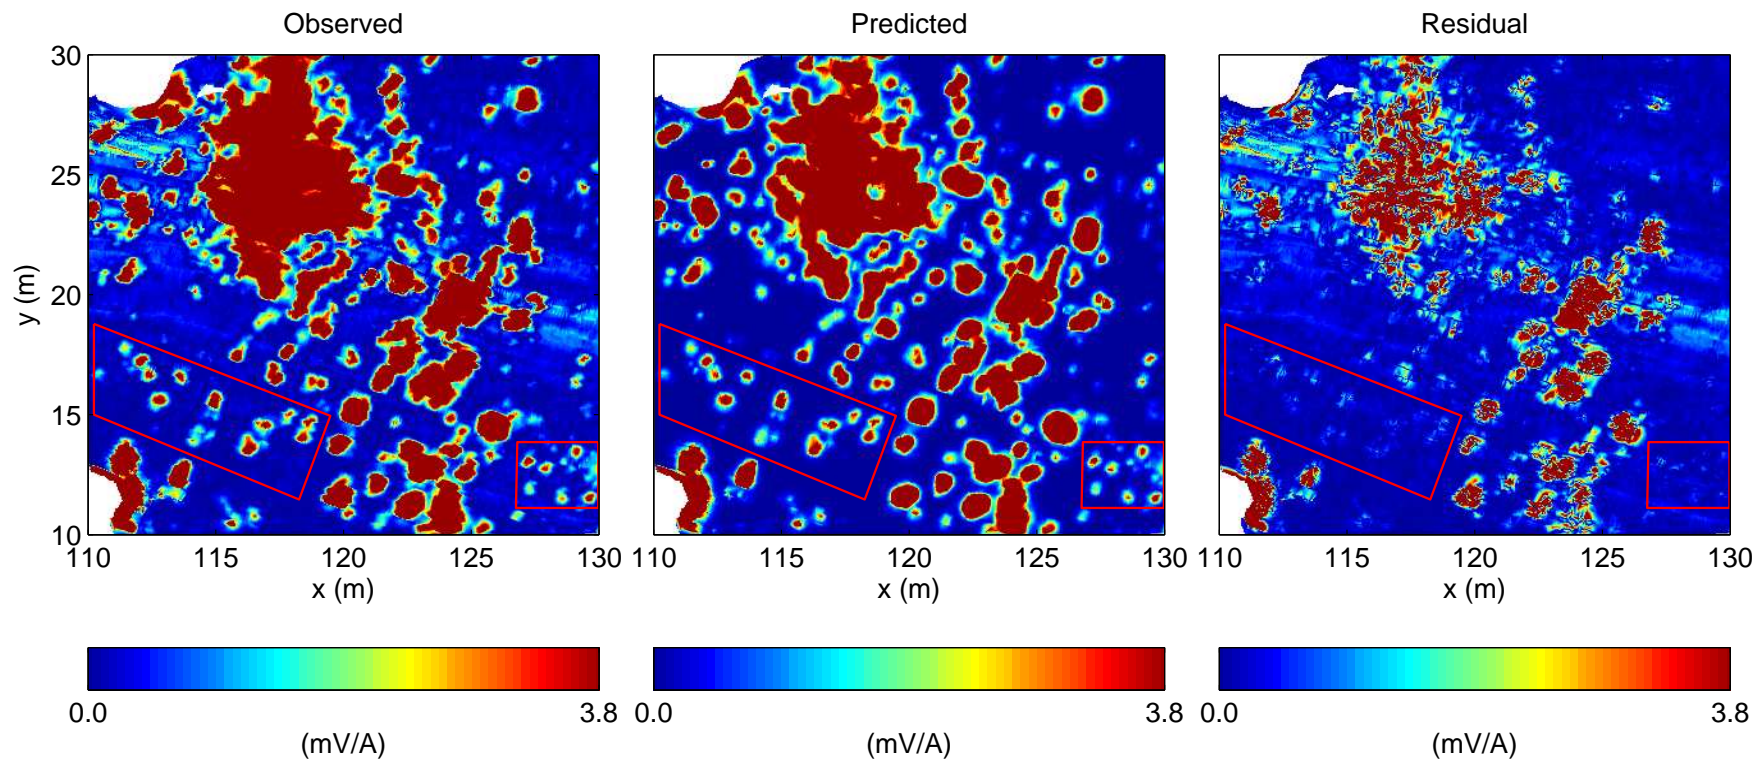 Observed Predicted Residual
30
25
20
15
10
y (m)
110 115 120 125 130 110 115 120 125 130 110 115 120 125 130
x (m) x (m) x (m)
0.0 3.8 0.0 3.8 0.0 3.8
(mV/A) (mV/A) (mV/A)